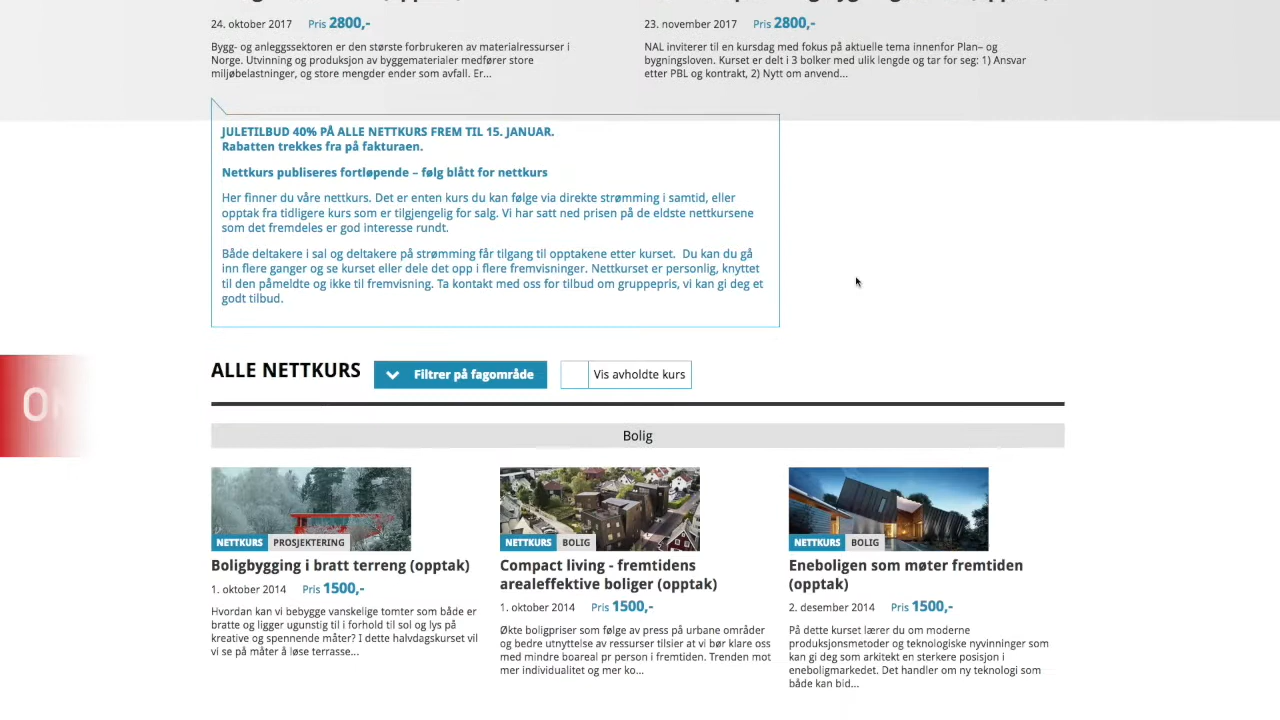 24. oktober 2017 Pris 2800,-
Bygg- og anleggssektoren er den største forbrukeren av materialressurser i
Norge. Utvinning og produksjon av byggematerialer medfører store
miljøbelastninger, og store mengder ender som avfall. Er...
23. november 2017 Pris 2800,-
NAL inviterer til en kursdag med fokus på aktuelle tema innenfor Plan– og
bygningsloven. Kurset er delt i 3 bolker med ulik lengde og tar for seg: 1) Ansvar
etter PBL og kontrakt, 2) Nytt om anvend...
JULETILBUD 40% PÅ ALLE NETTKURS FREM TIL 15. JANUAR.
Rabatten trekkes fra på fakturaen.
Nettkurs publiseres fortløpende – følg blått for nettkurs
Her finner du våre nettkurs. Det er enten kurs du kan følge via direkte strømming i samtid, eller
opptak fra tidligere kurs som er tilgjengelig for salg. Vi har satt ned prisen på de eldste nettkursene
som det fremdeles er god interesse rundt.
Både deltakere i sal og deltakere på strømming får tilgang til opptakene etter kurset. Du kan du gå
inn flere ganger og se kurset eller dele det opp i flere fremvisninger. Nettkurset er personlig, knyttet
til den påmeldte og ikke til fremvisning. Ta kontakt med oss for tilbud om gruppepris, vi kan gi deg et
godt tilbud.
ALLE NETTKURS Filtrer på fagområde Vis avholdte kurs
Bolig
NETTKURS PROSJEKTERING
Boligbygging i bratt terreng (opptak)
1. oktober 2014 Pris 1500,-
Hvordan kan vi bebygge vanskelige tomter som både er
bratte og ligger ugunstig til i forhold til sol og lys på
kreative og spennende måter? I dette halvdagskurset vil
vi se på måter å løse terrasse...
NETTKURS BOLIG
Compact living - fremtidens
arealeffektive boliger (opptak)
1. oktober 2014 Pris 1500,-
Økte boligpriser som følge av press på urbane områder
og bedre utnyttelse av ressurser tilsier at vi bør klare oss
med mindre boareal pr person i fremtiden. Trenden mot
mer individualitet og mer ko...
NETTKURS BOLIG
Eneboligen som møter fremtiden
(opptak)
2. desember 2014 Pris 1500,-
På dette kurset lærer du om moderne
produksjonsmetoder og teknologiske nyvinninger som
kan gi deg som arkitekt en sterkere posisjon i
eneboligmarkedet. Det handler om ny teknologi som
både kan bid...